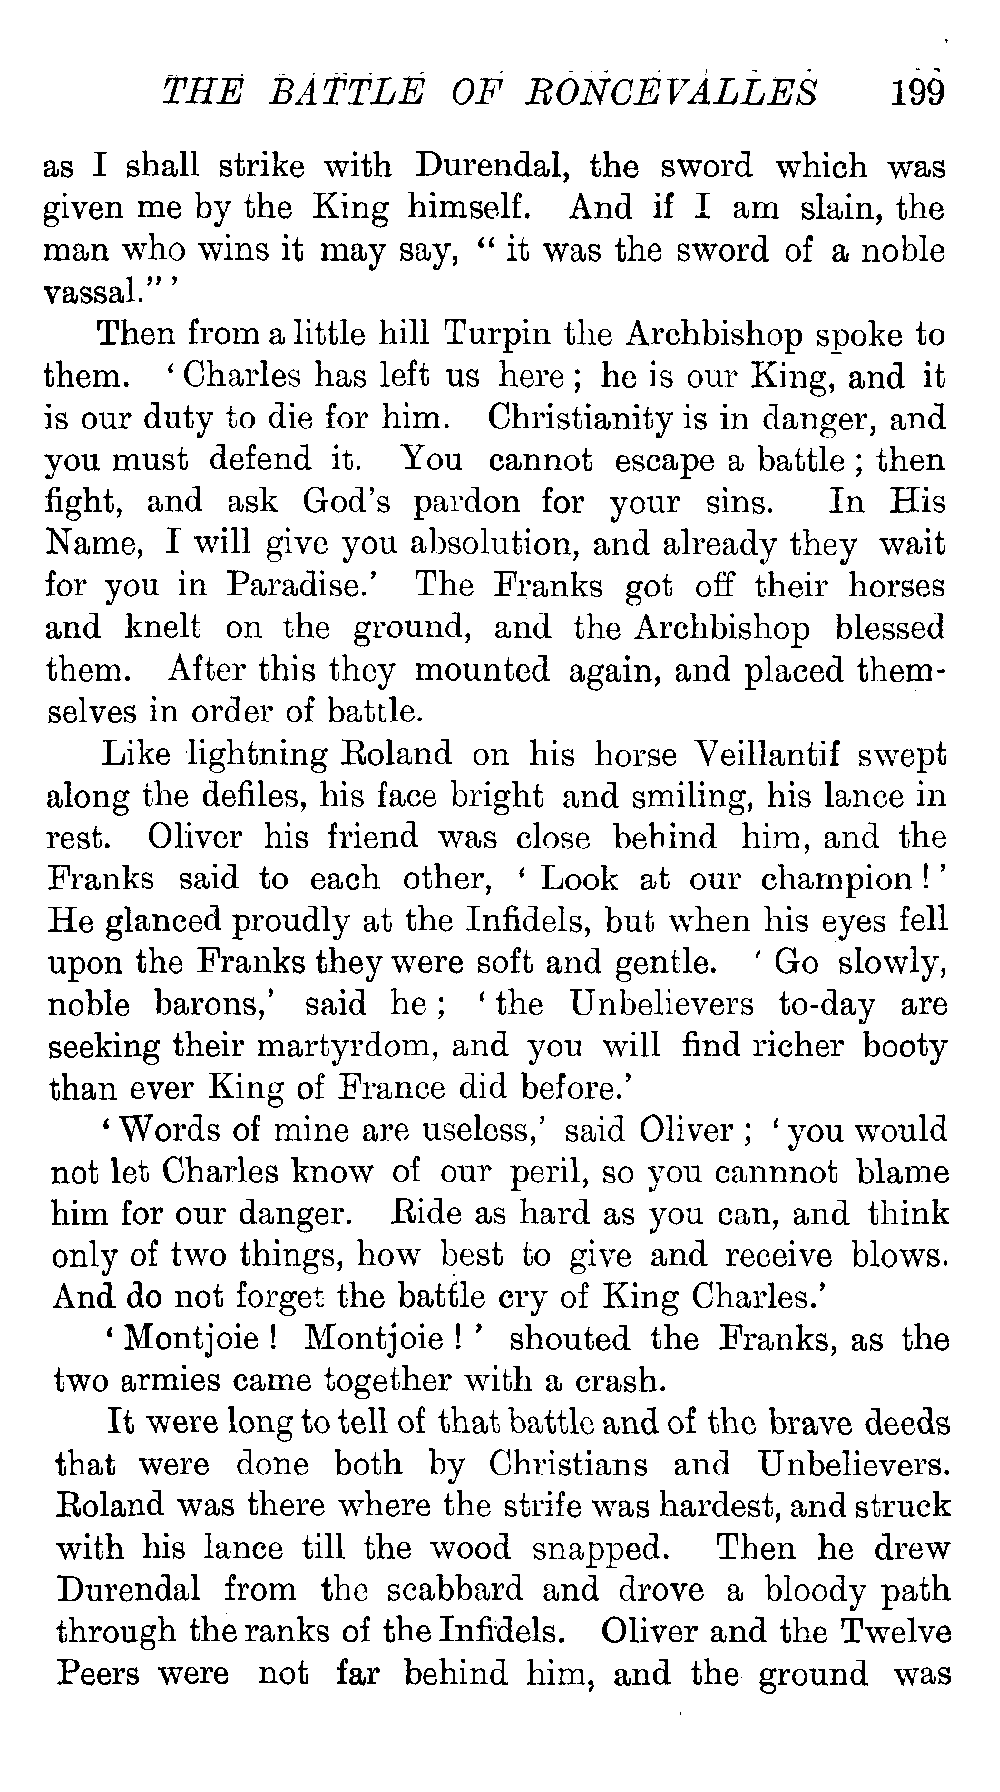 THE BATTLE OF RONCEVALLES 199
as I shall strike with Durendal, the sword which was
given me by the King himself. And if I am slain, the
man who wins it may say, “ it was the sword of a noble
vassal.” ’
Then from a little hill Turpin the Archbishop spoke to
them. ‘ Charles has left us here ; he is our King, and it
is our duty to die for him. Christianity is in danger, and
you must defend it. You cannot escape a battle ; then
fight, and ask God's pardon for your sins. In His
Name, I will give you absolution, and already they wait
for you in Paradise.’ The Franks got off their horses
and knelt on the ground, and the Archbishop blessed
them. After this they mounted again, and placed them-
selves in order of battle.
Like lightning Roland on his horse Veillantif swept
along the defiles, his face bright and smiling, his lance in
rest. Oliver his friend was close behind him, and the
Franks said to each other, ‘ Look at our champion ! ’
He glanced proudly at the Infidels, but when his eyes fell
upon the Franks they were soft and gentle. ‘ Go slowly,
noble barons,’ said he ; ‘ the Unbelievers to-day are
seeking their martyrdom, and you will find richer booty
than ever King of France did before.’
‘ Words of mine are useless,’ said Oliver ; ‘ you would
not let Charles know of our peril, so you cannnot blame
him for our danger. Ride as hard as you can, and think
only of two things, how best to give and receive blows.
And do not forget the battle cry of King Charles.’
‘ Montjoie ! Montjoie ! ’ shouted the Franks, as the
two armies came together with a crash.
It were long to tell of that battle and of the brave deeds
that were done both by Christians and Unbelievers.
Roland was there where the strife was hardest, and struck
with his lance till the wood snapped. Then he drew
Durendal from the scabbard and drove a bloody path
through the ranks of the Infidels. Oliver and the Twelve
Peers were not far behind him, and the ground was